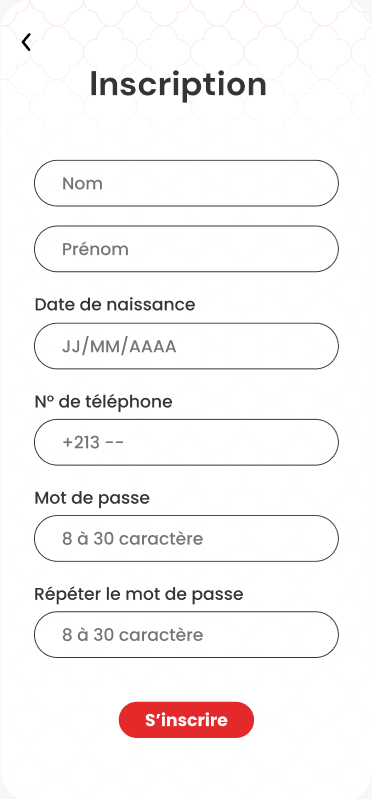 Inscription
Nom
Prénom
Date de naissance
JJ/MM/AAAA
N° de téléphone
+213 --
Mot de passe
8 à 30 caractère
Répéter le mot de passe
8 à 30 caractère
S'inscrire